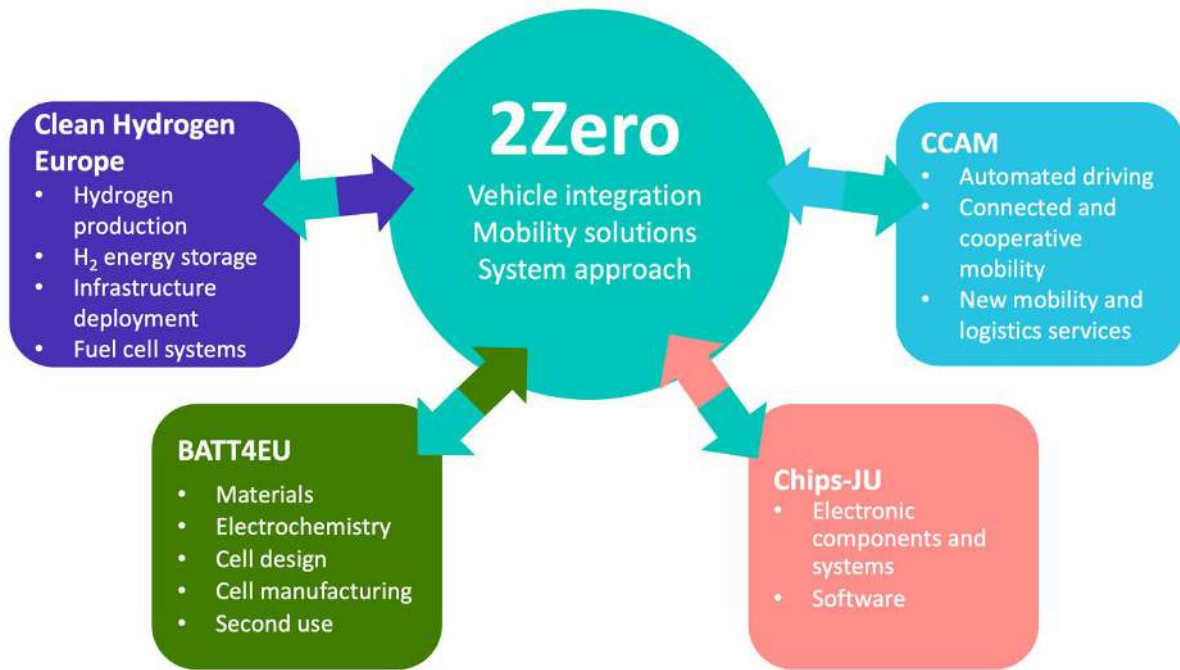 2Zero
Vehicle integration
Mobility solutions
System approach
Clean Hydrogen
Europe
• Hydrogen
production
• H₂ energy storage
• Infrastructure
deployment
• Fuel cell systems
CCAM
• Automated driving
• Connected and
cooperative
mobility
• New mobility and
logistics services
BATT4EU
• Materials
• Electrochemistry
• Cell design
• Cell manufacturing
• Second use
Chips-JU
• Electronic
components and
systems
• Software